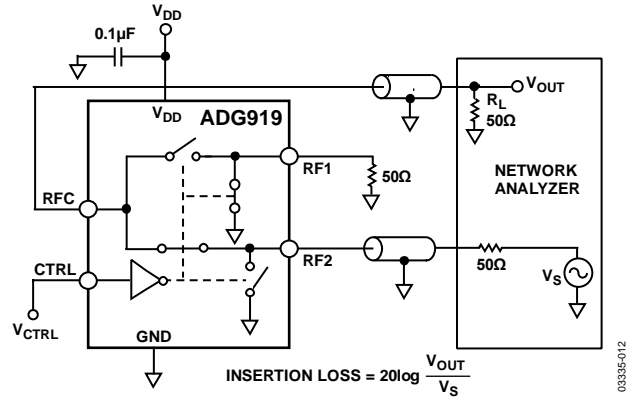 VDD
0.1µF
VDD
ADG919
RFC
CTRL
VCTRL
GND
RF1
50Ω
RF2
VOUT
RL
50Ω
NETWORK
ANALYZER
50Ω
VS
INSERTION LOSS = 20log VOUT
VS
03335-012